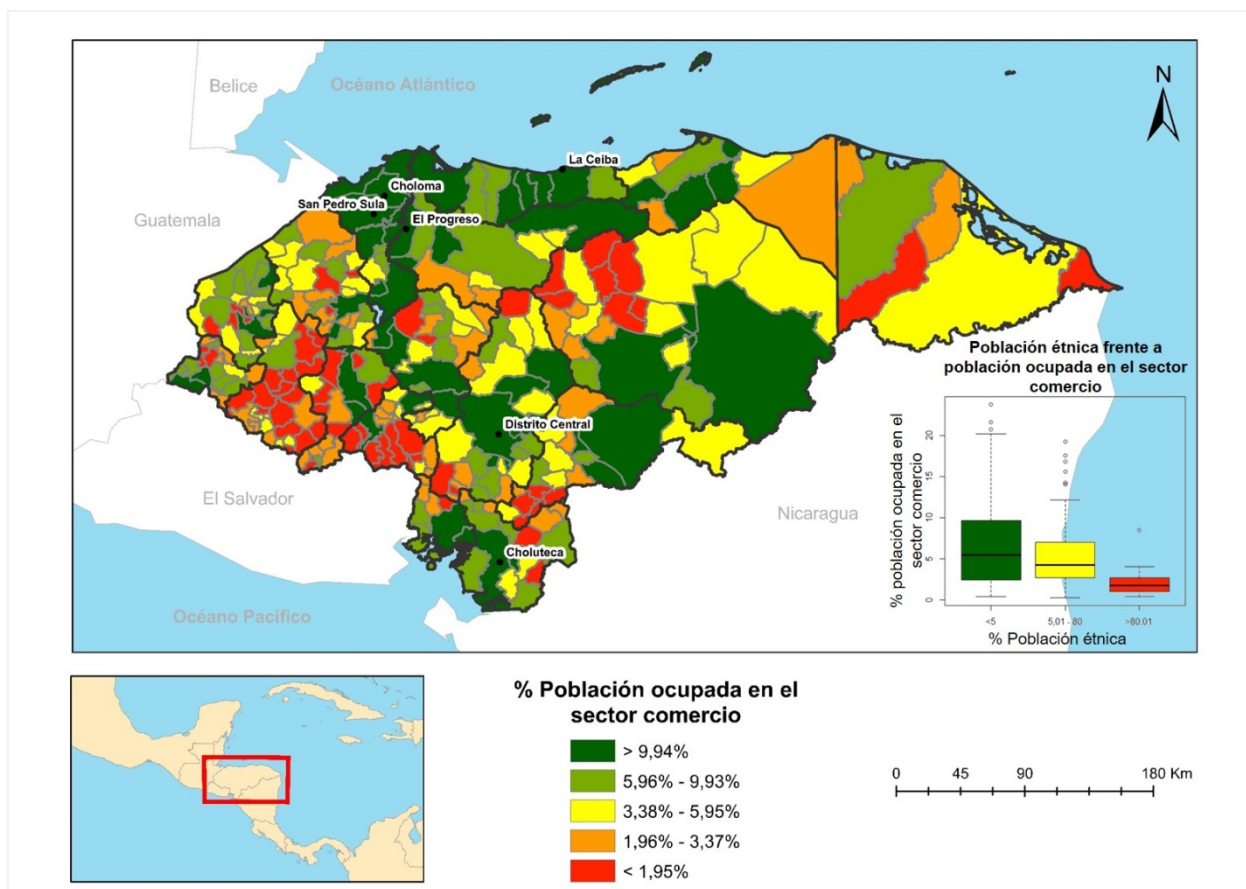 Belice
Océano Atlántico
N
La Ceiba
Choloma
San Pedro Sula
El Progreso
Guatemala
Distrito Central
El Salvador
Nicaragua
Choluteca
Océano Pacífico
Población étnica frente a
población ocupada en el sector
comercio
% población ocupada en el
sector comercio
20
15
10
5
0
<5
5,01 - 80
>80.01
% Población étnica
% Población ocupada en el
sector comercio
> 9,94%
5,96% - 9,93%
3,38% - 5,95%
1,96% - 3,37%
< 1,95%
0 45 90 180 Km